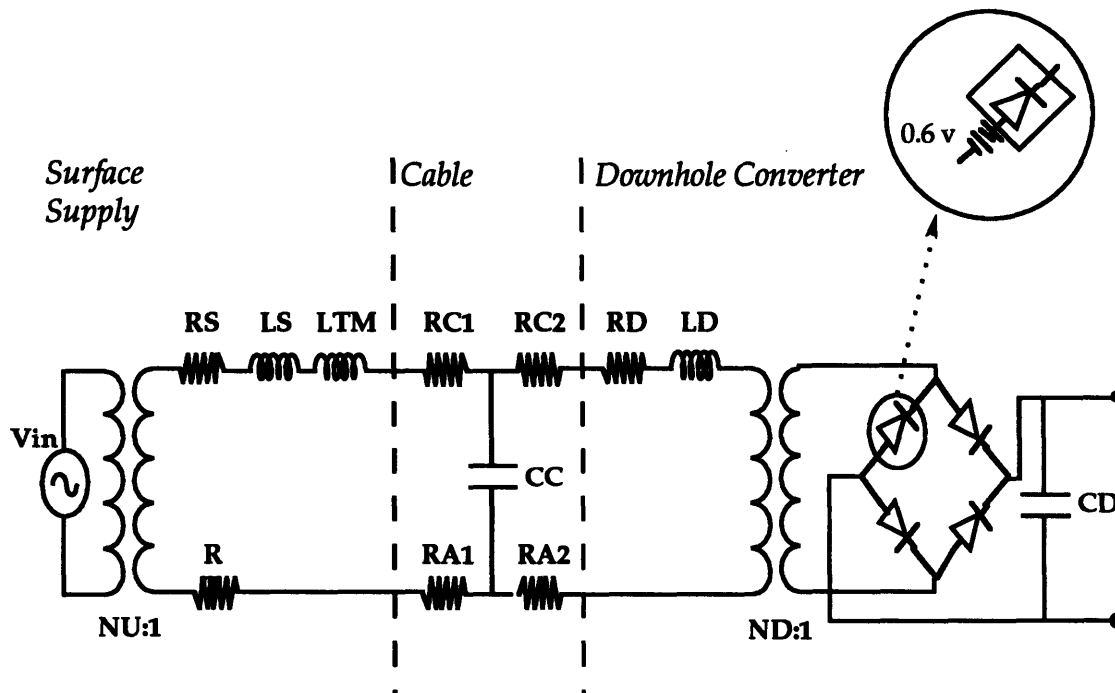 0.6 v
Surface
Supply
Cable
Downhole Converter
RS LS LTM RC1 RC2 RD LD
Vin
CC
CD
R RA1 RA2
NU:1
ND:1